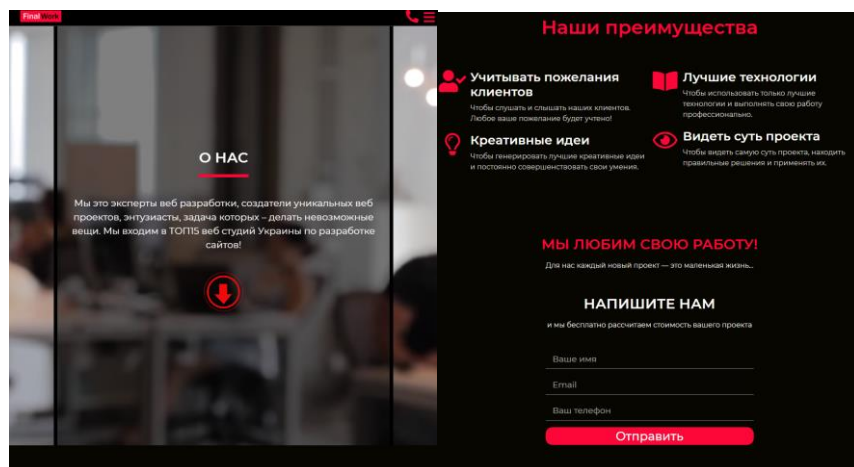 FinalWork
О НАС
Мы это эксперты веб разработки, создатели уникальных веб
проектов, энтузиасты, задача которых – делать невозможные
вещи. Мы входим в ТОП15 веб студий Украины по разработке
сайтов!
Наши преимущества
Учитывать пожелания
клиентов
Чтобы слушать и слышать наших клиентов.
Любое ваше пожелание будет учтено!
Лучшие технологии
Чтобы использовать только лучшие
технологии и выполнять свою работу
профессионально.
Креативные идеи
Чтобы генерировать лучшие креативные идеи
и постоянно совершенствовать свои умения.
Видеть суть проекта
Чтобы видеть самую суть проекта, находить
правильные решения и применять их.
МЫ ЛЮБИМ СВОЮ РАБОТУ!
Для нас каждый новый проект — это маленькая жизнь...
НАПИШИТЕ НАМ
и мы бесплатно рассчитаем стоимость вашего проекта
Ваше имя
Email
Ваш телефон
Отправить